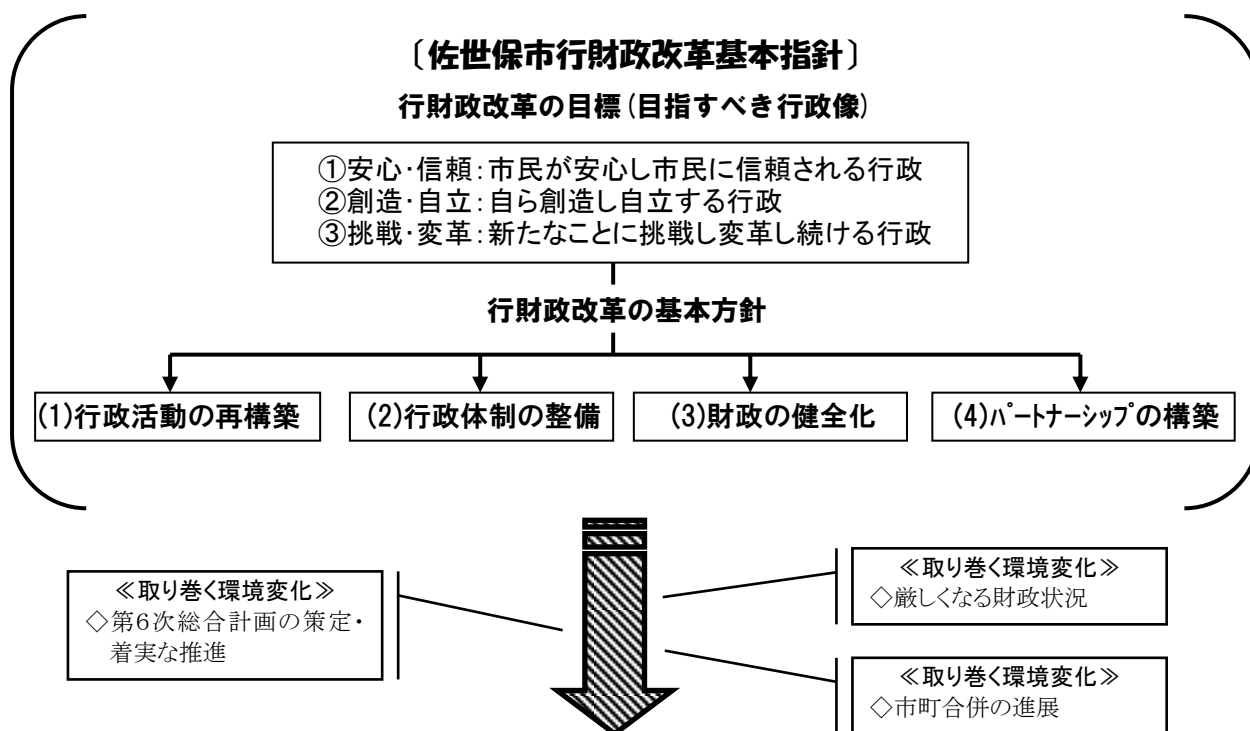 〔佐世保市行財政改革基本指針〕
行財政改革の目標(目指すべき行政像)
①安心・信頼：市民が安心し市民に信頼される行政
②創造・自立：自ら創造し自立する行政
③挑戦・変革：新たなことに挑戦し変革し続ける行政
行財政改革の基本方針
(1)行政活動の再構築
(2)行政体制の整備
(3)財政の健全化
(4)ﾊﾟｰﾄﾅｰｼｯﾌﾟの構築
≪取り巻く環境変化≫
◇第6次総合計画の策定・
着実な推進
≪取り巻く環境変化≫
◇厳しくなる財政状況
≪取り巻く環境変化≫
◇市町合併の進展